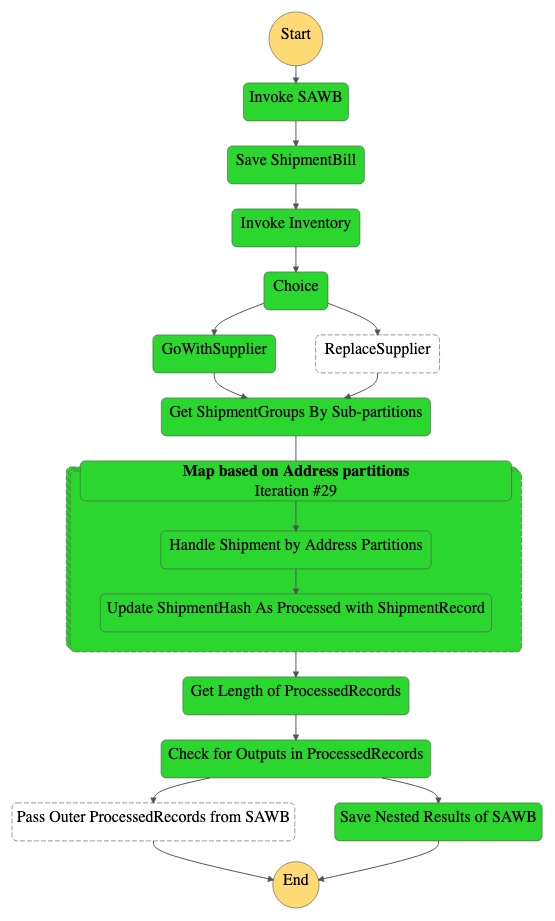 Start
Invoke SAWB
Save ShipmentBill
Invoke Inventory
Choice
GoWithSupplier
ReplaceSupplier
Get ShipmentGroups By Sub-partitions
Map based on Address partitions
Iteration #29
Handle Shipment by Address Partitions
Update ShipmentHash As Processed with ShipmentRecord
Get Length of ProcessedRecords
Check for Outputs in ProcessedRecords
Pass Outer ProcessedRecords from SAWB
Save Nested Results of SAWB
End